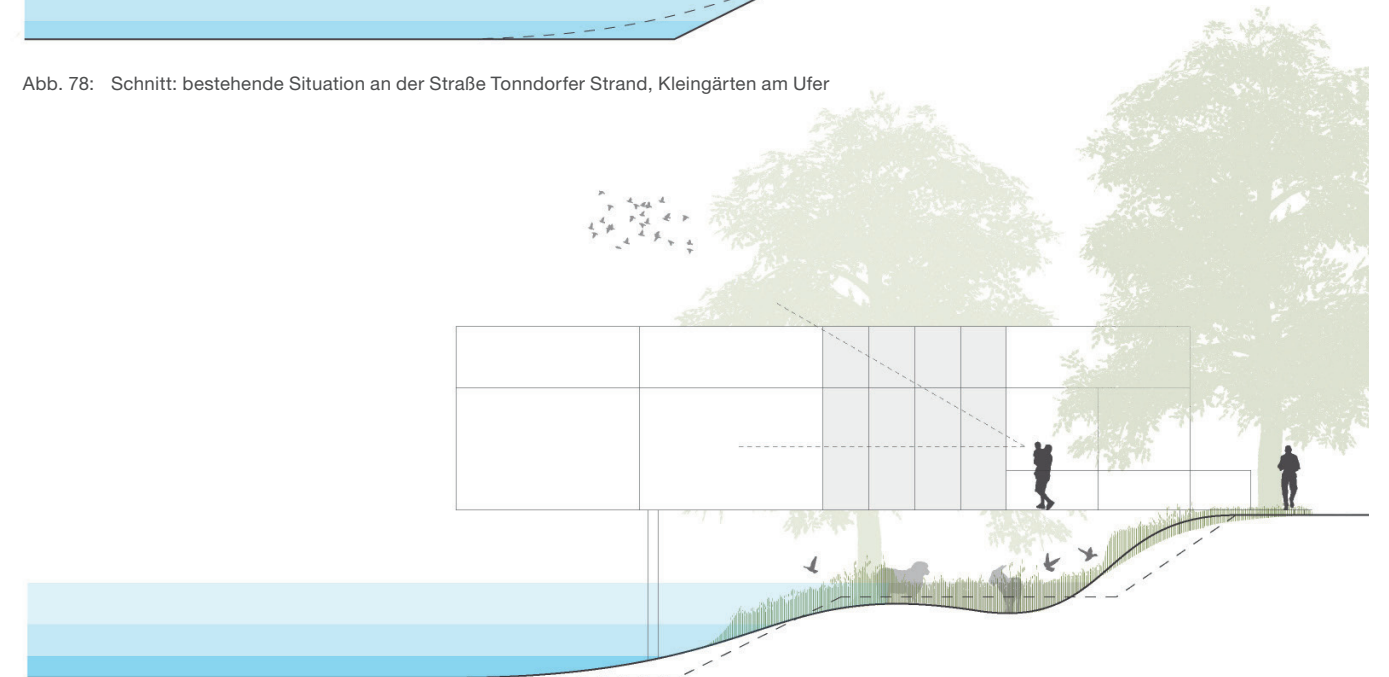 Abb. 78: Schnitt: bestehende Situation an der Straße Tonndorfer Strand, Kleingärten am Ufer